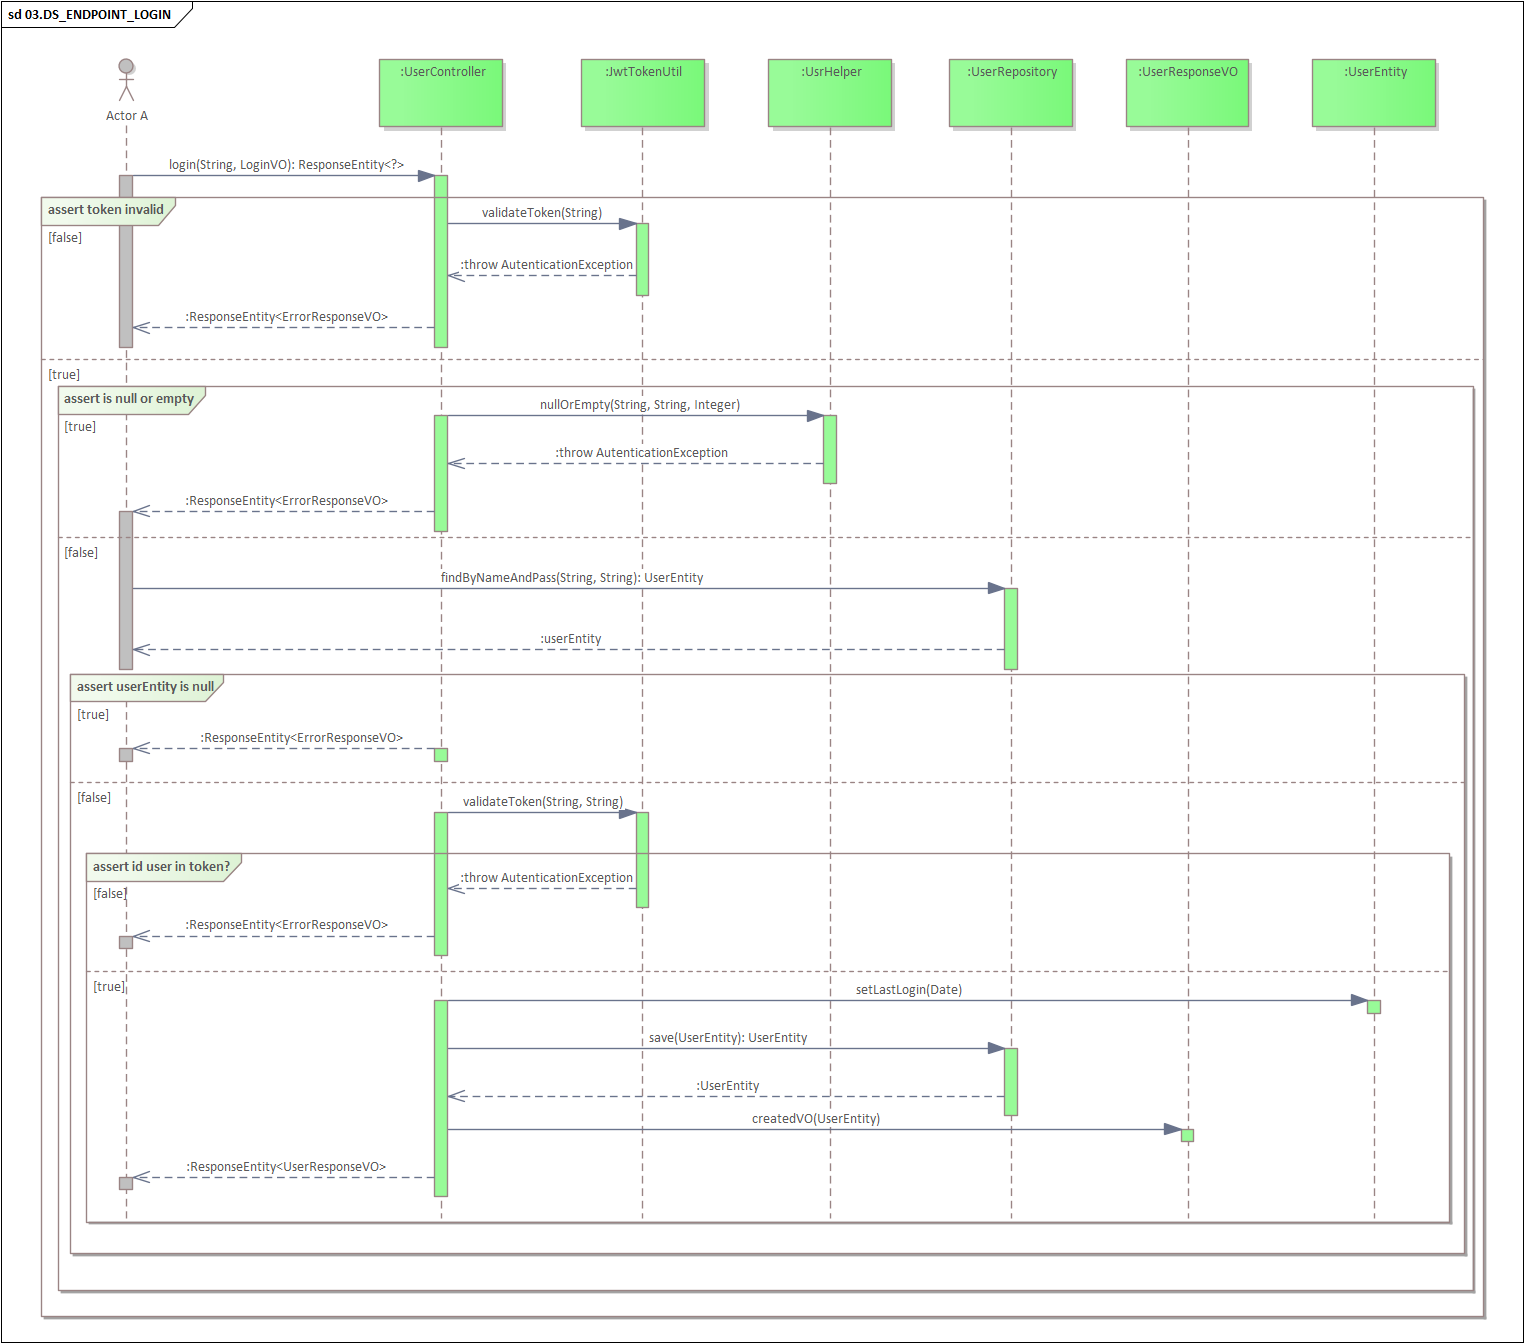 sd 03.DS_ENDPOINT_LOGIN
Actor A
:UserController
:JwtTokenUtil
:UsrHelper
:UserRepository
:UserResponseVO
:UserEntity
login(String, LoginVO): ResponseEntity<?>
assert token invalid
[false]
validateToken(String)
:throw AutenticationException
:ResponseEntity<ErrorResponseVO>
[true]
assert is null or empty
[true]
nullOrEmpty(String, String, Integer)
:throw AutenticationException
:ResponseEntity<ErrorResponseVO>
[false]
findByNameAndPass(String, String): UserEntity
:userEntity
assert userEntity is null
[true]
:ResponseEntity<ErrorResponseVO>
[false]
validateToken(String, String)
assert id user in token?
[false]
:throw AutenticationException
:ResponseEntity<ErrorResponseVO>
[true]
setLastLogin(Date)
save(UserEntity): UserEntity
:UserEntity
createdVO(UserEntity)
:ResponseEntity<UserResponseVO>